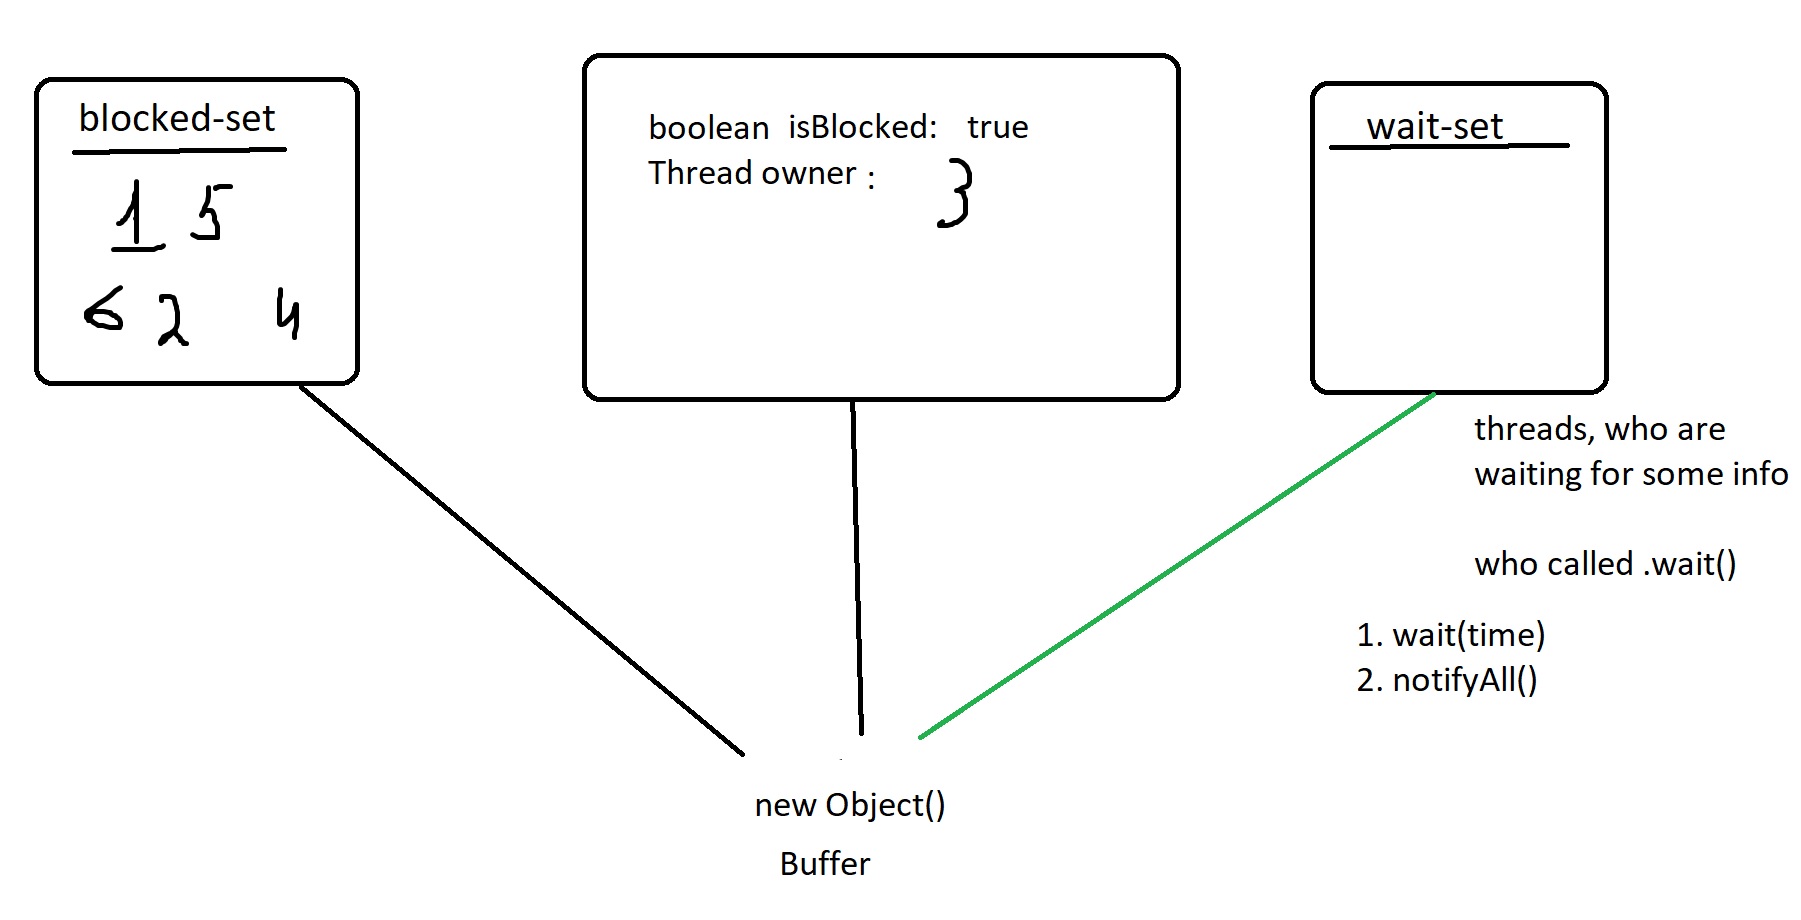 blocked-set
1 5
6 2 4
boolean isBlocked: true
Thread owner : 3
wait-set
threads, who are
waiting for some info
who called .wait()
1. wait(time)
2. notifyAll()
new Object()
Buffer